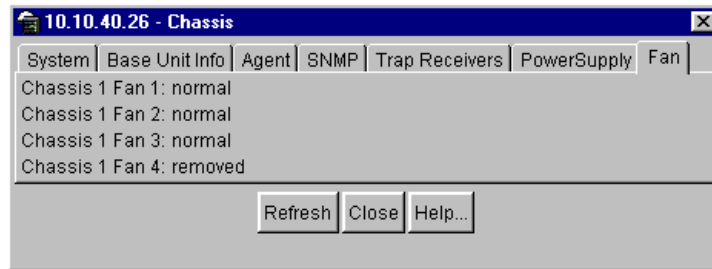 10.10.40.26 - Chassis
System Base Unit Info Agent SNMP Trap Receivers PowerSupply Fan
Chassis 1 Fan 1: normal
Chassis 1 Fan 2: normal
Chassis 1 Fan 3: normal
Chassis 1 Fan 4: removed
Refresh Close Help...